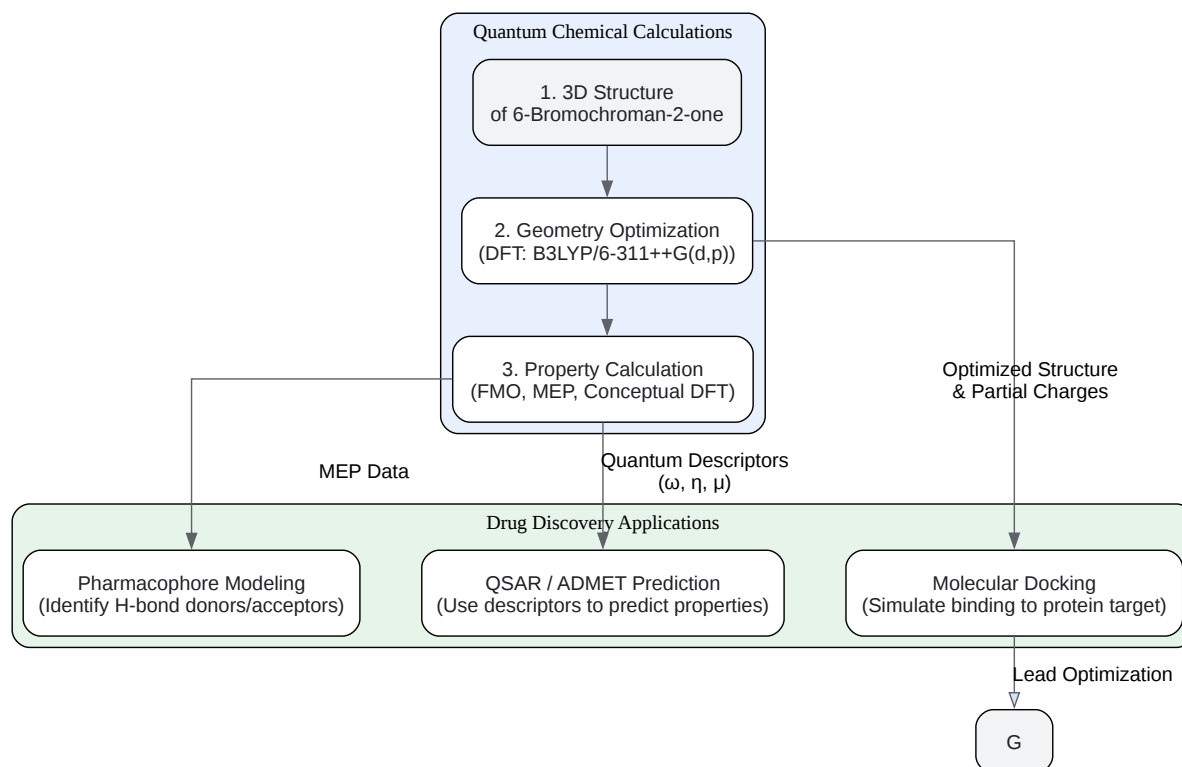 Quantum Chemical Calculations
1. 3D Structure
of 6-Bromochroman-2-one
2. Geometry Optimization
(DFT: B3LYP/6-311++G(d,p))
3. Property Calculation
(FMO, MEP, Conceptual DFT)
Optimized Structure
& Partial Charges
MEP Data
Quantum Descriptors
(ω, η, μ)
Drug Discovery Applications
Pharmacophore Modeling
(Identify H-bond donors/acceptors)
QSAR / ADMET Prediction
(Use descriptors to predict properties)
Molecular Docking
(Simulate binding to protein target)
Lead Optimization
G